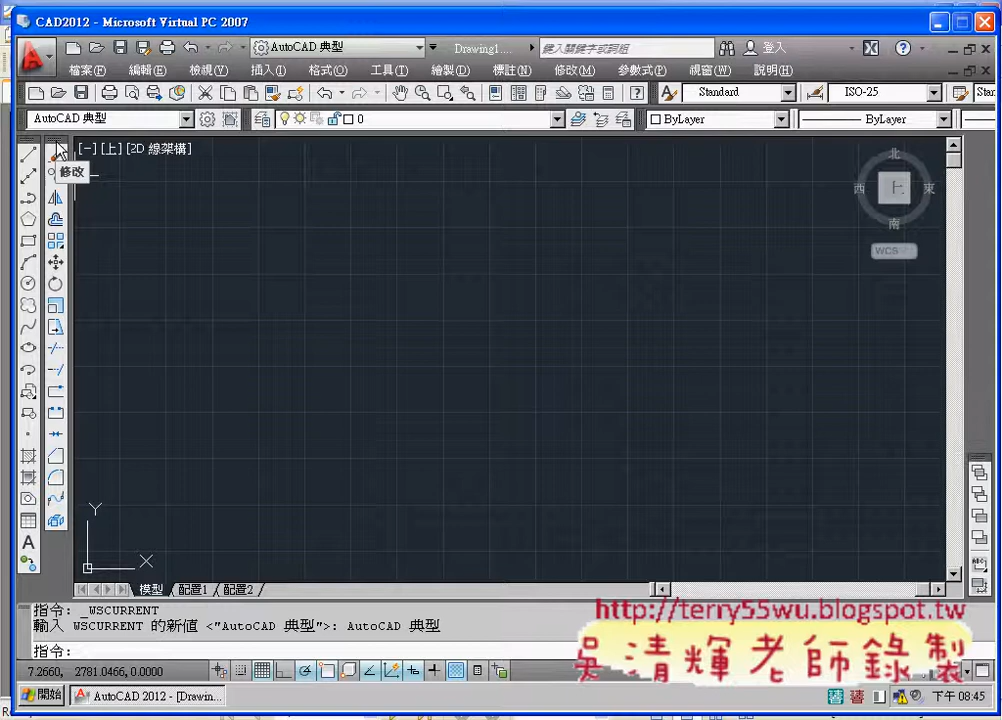 CAD2012 - Microsoft Virtual PC 2007
AutoCAD 典型
Drawing1...
鍵入關鍵字或詞組
登入
檔案(F) 編輯(E) 檢視(V) 插入(I) 格式(O) 工具(T) 繪製(D) 標註(N) 修改(M) 參數式(P) 視窗(W) 說明(H)
Standard
ISO-25
Stan
AutoCAD 典型
0
ByLayer
ByLayer
[−] [上] [2D 線架構]
修改
北
西 上 東
南
WCS
Y
X
A
模型 配置1 配置2
指令: _WSCURRENT
輸入 WSCURRENT 的新值 <"AutoCAD 典型">: AutoCAD 典型
指令:
http://terry55wu.blogspot.tw
吳清輝老師錄製
7.2660, 2781.0466, 0.0000
開始
AutoCAD 2012 - [Drawin...
下午 08:45